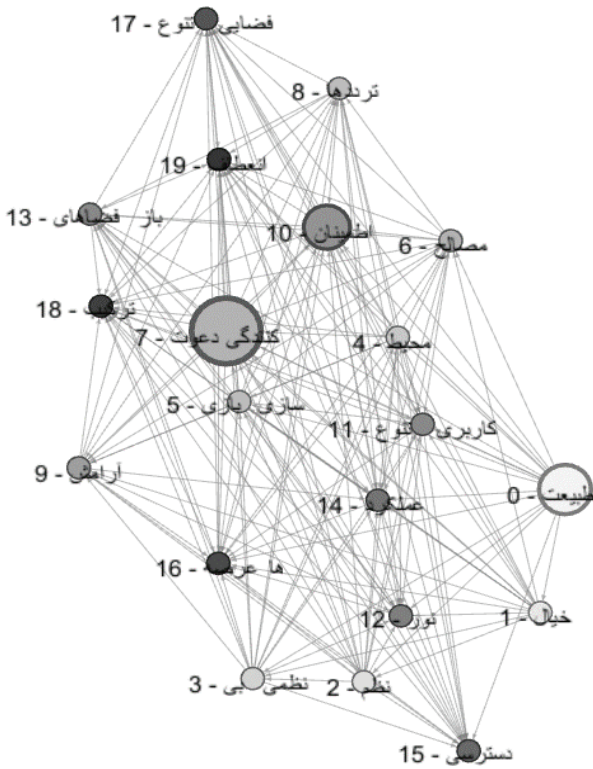 فضایی تنوع - 17
ترددها - 8
انعطاف - 19
باز فضاهای - 13
اطمینان - 10
مصالح - 6
ترکیب - 18
کنندگی دعوت - 7
محیط - 4
سازی بازی - 5
کاربری تنوع - 11
آرامش - 9
عملکرد - 14
طبیعت - 0
ها عرصه - 16
نور - 12
خیال - 1
نظمی بی - 3
نظم - 2
دسترسی - 15